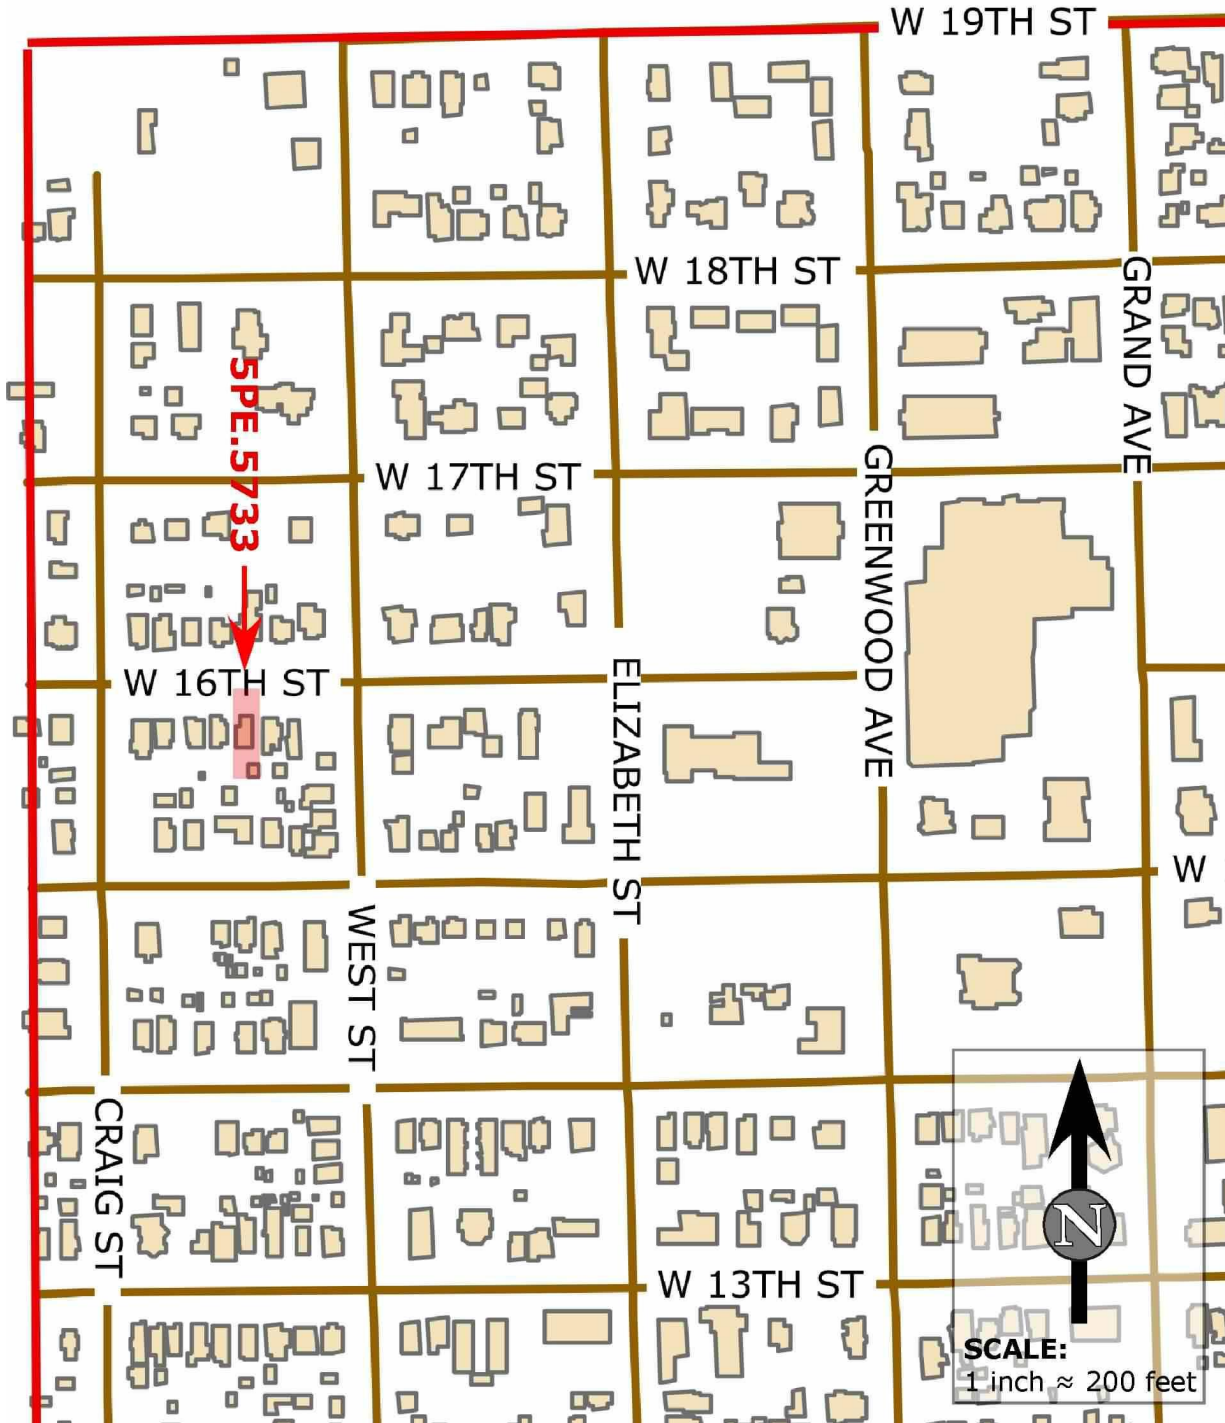 W 19TH ST
W 18TH ST
GRAND AVE
5PE.5733
W 17TH ST
GREENWOOD AVE
W 16TH ST
ELIZABETH ST
W
WEST ST
CRAIG ST
N
W 13TH ST
SCALE:
1 inch ≈ 200 feet